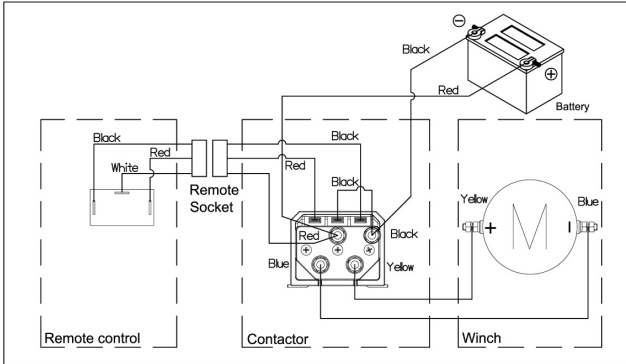 ⊖
Black
Red
⊕
Battery
Black
Red
White
Remote
Socket
Black
Red
Black
Red
Black
Blue
Yellow
Yellow
Blue
+
M
-
Remote control
Contactor
Winch